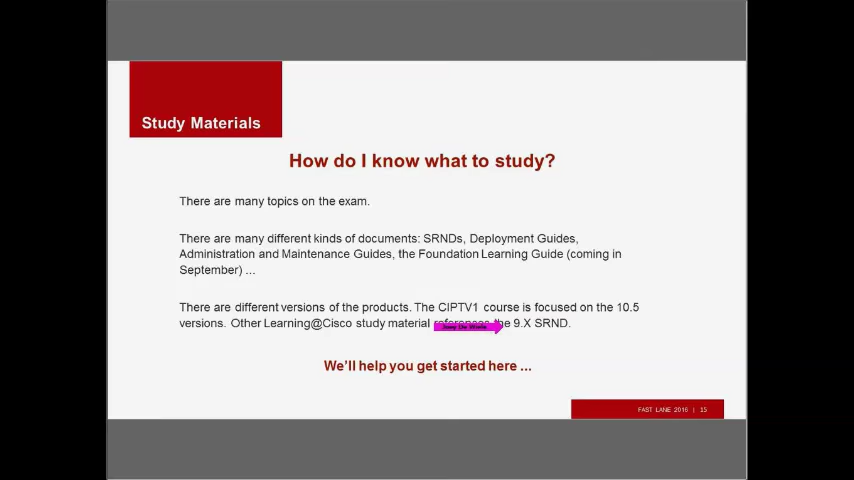 Study Materials
How do I know what to study?
There are many topics on the exam.
There are many different kinds of documents: SRNDs, Deployment Guides,
Administration and Maintenance Guides, the Foundation Learning Guide (coming in
September) ...
There are different versions of the products. The CIPTV1 course is focused on the 10.5
versions. Other Learning@Cisco study material references the 9.X SRND.
We'll help you get started here ...
FAST LANE 2016 | 15